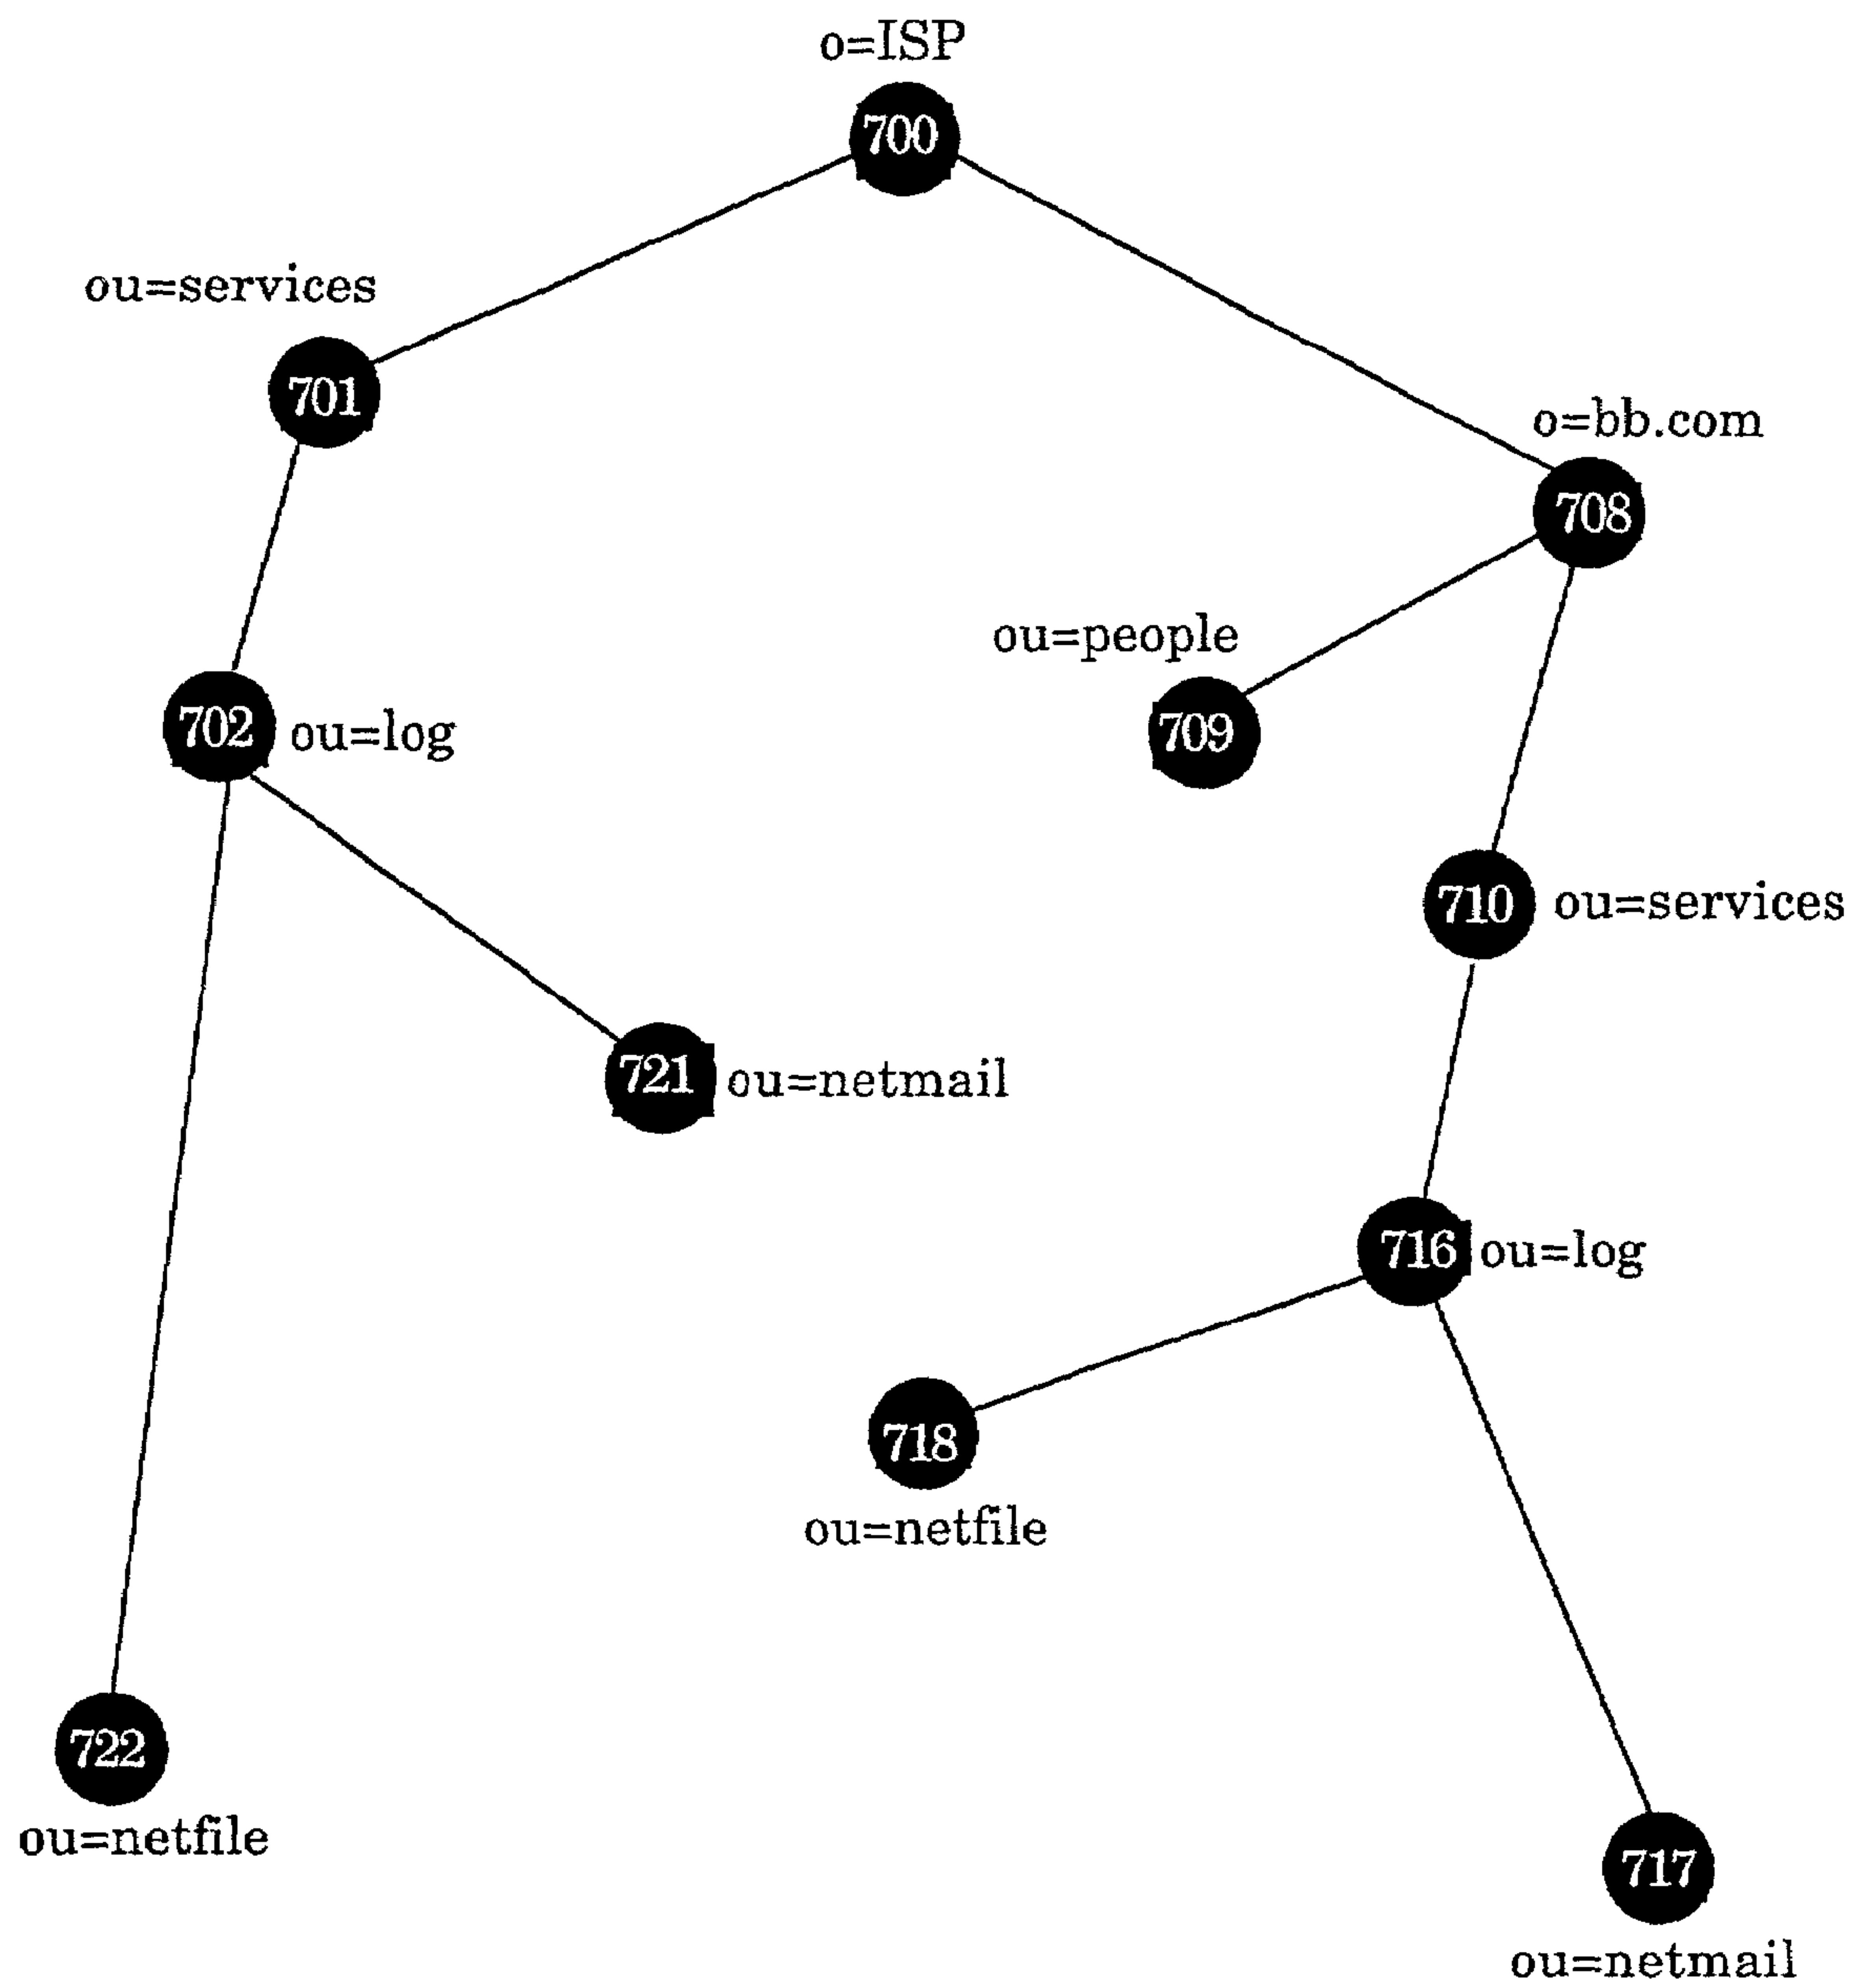 o=ISP
700
ou=services
701
o=bb.com
708
ou=people
709
702 ou=log
710 ou=services
721 ou=netmail
716 ou=log
718
ou=netfile
722
ou=netfile
717
ou=netmail